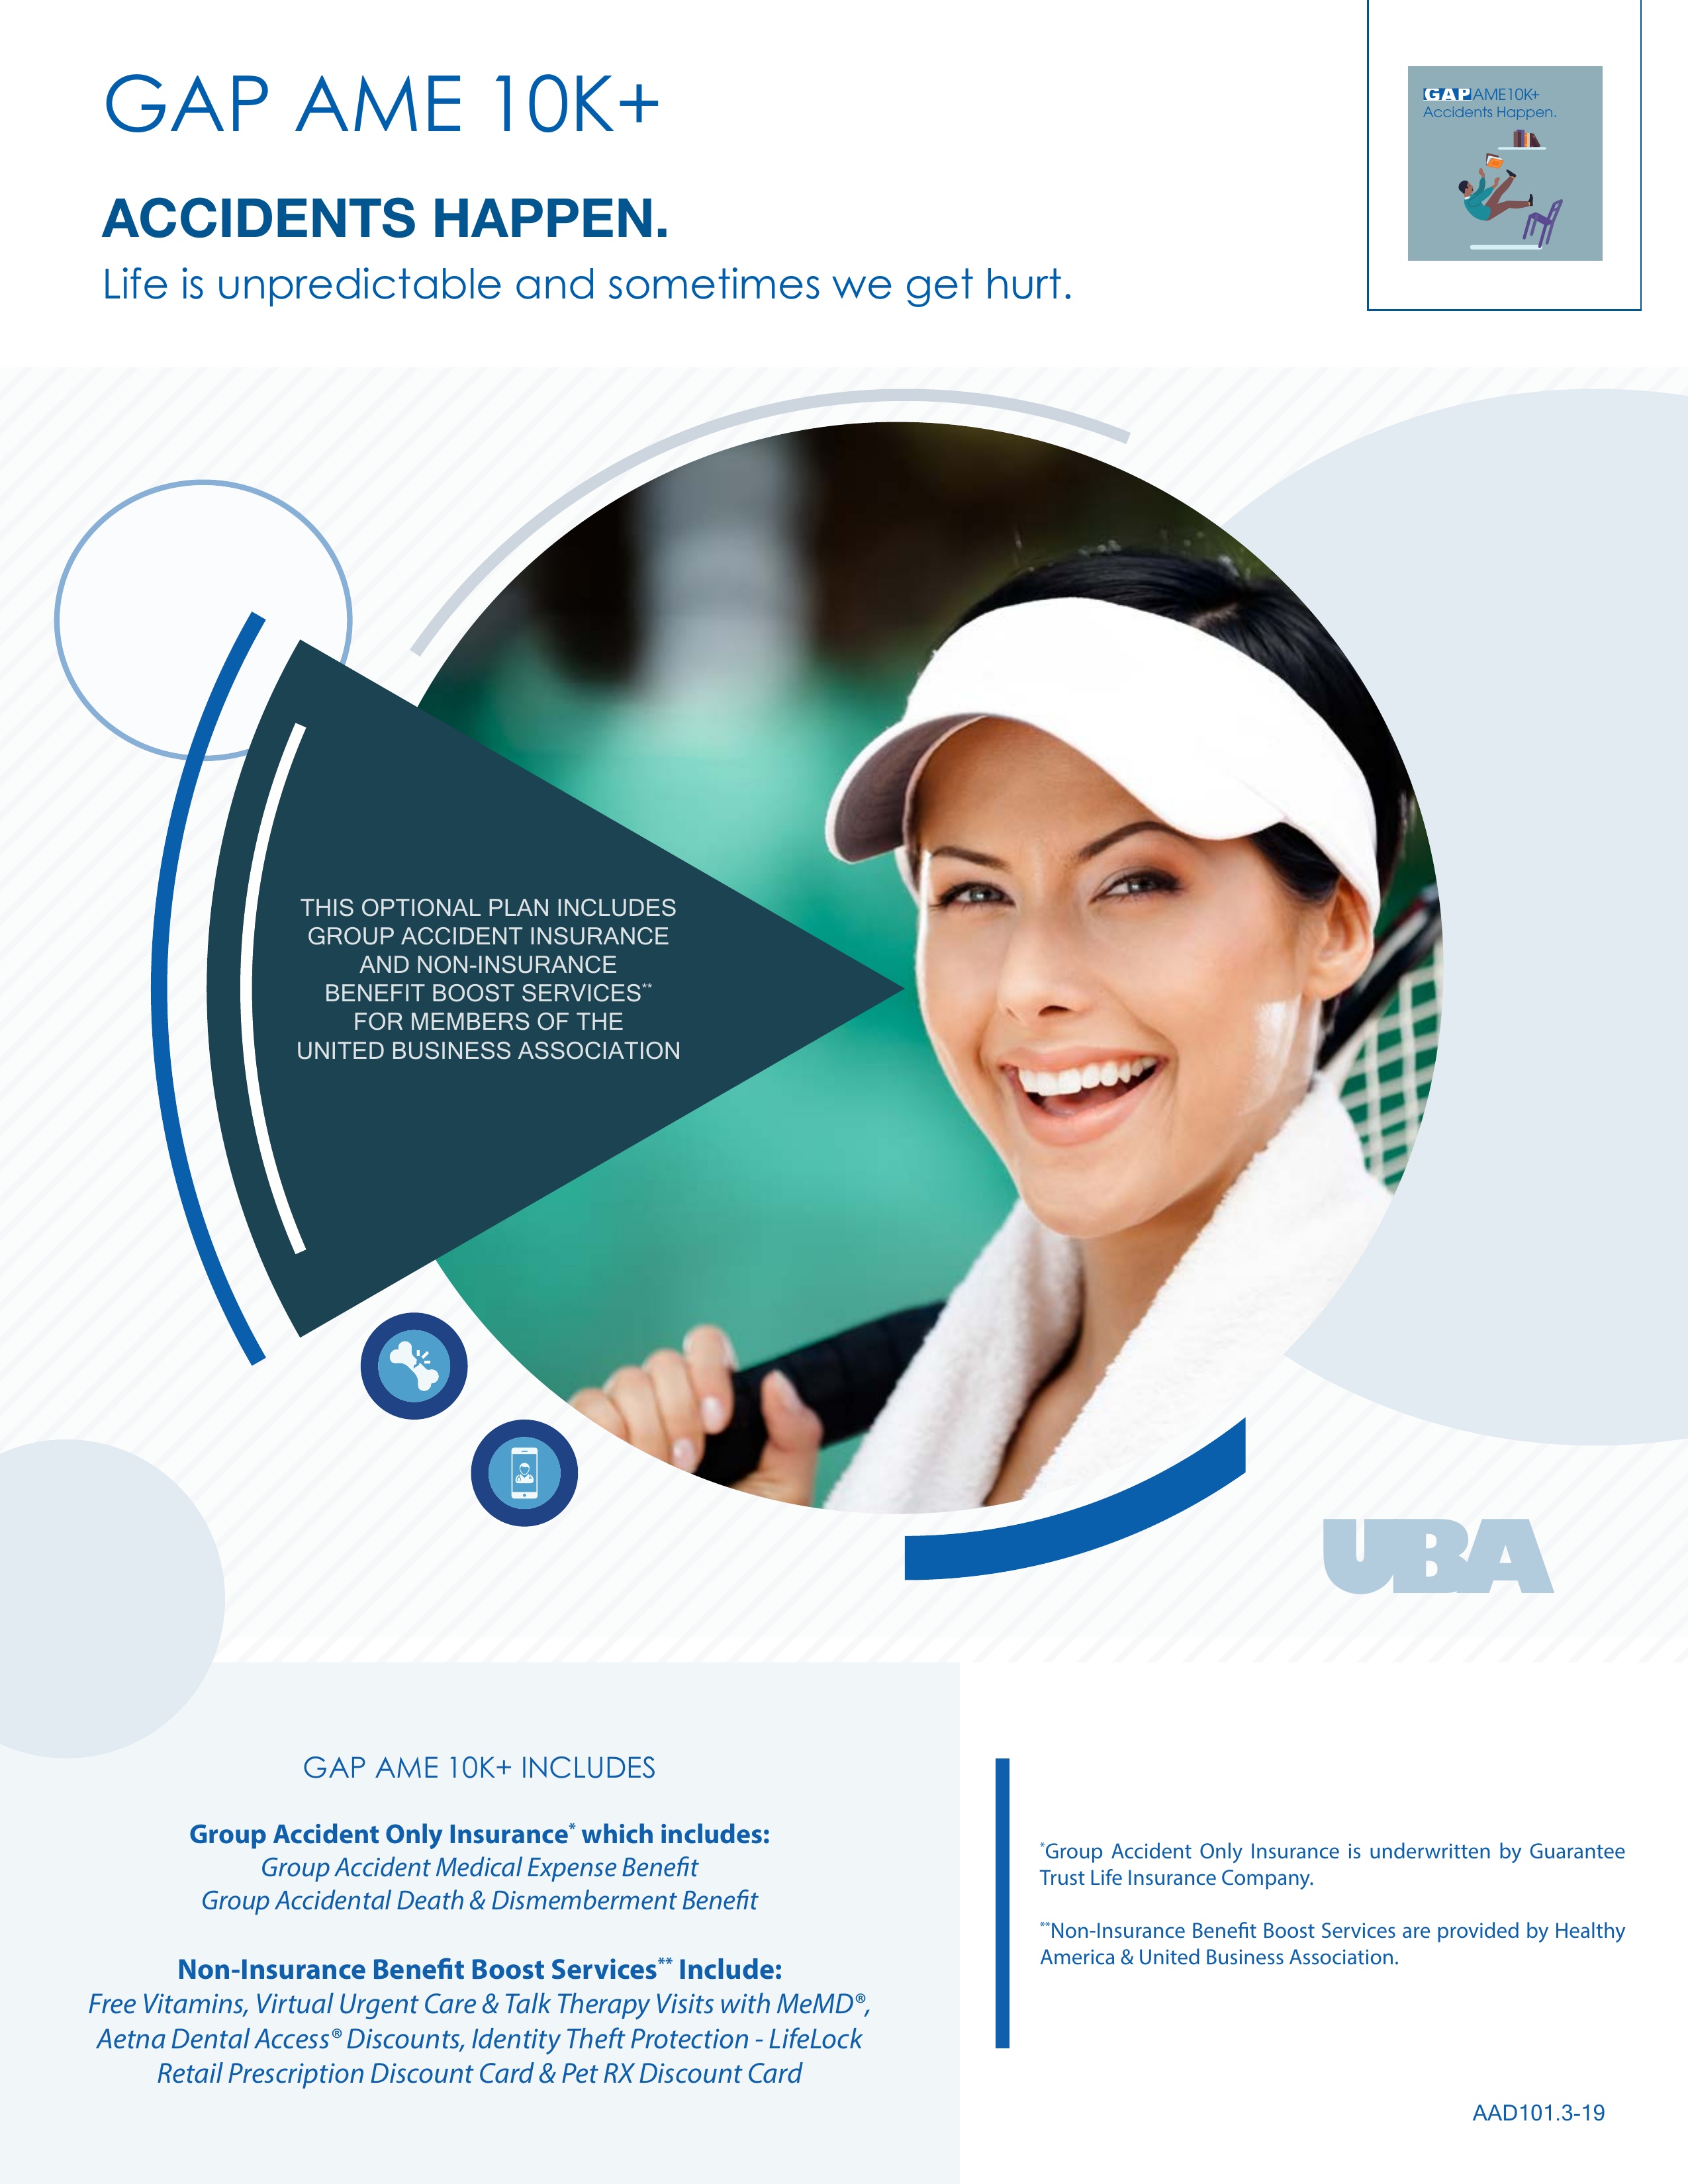 GAP AME 10K+
ACCIDENTS HAPPEN.
Life is unpredictable and sometimes we get hurt.
GAP AME10K+
Accidents Happen.
THIS OPTIONAL PLAN INCLUDES
GROUP ACCIDENT INSURANCE
AND NON-INSURANCE
BENEFIT BOOST SERVICES**
FOR MEMBERS OF THE
UNITED BUSINESS ASSOCIATION
UBA
GAP AME 10K+ INCLUDES
Group Accident Only Insurance* which includes:
Group Accident Medical Expense Benefit
Group Accidental Death & Dismemberment Benefit
Non-Insurance Benefit Boost Services** Include:
Free Vitamins, Virtual Urgent Care & Talk Therapy Visits with MeMD®,
Aetna Dental Access® Discounts, Identity Theft Protection - LifeLock
Retail Prescription Discount Card & Pet RX Discount Card
*Group Accident Only Insurance is underwritten by Guarantee
Trust Life Insurance Company.
**Non-Insurance Benefit Boost Services are provided by Healthy
America & United Business Association.
AAD101.3-19